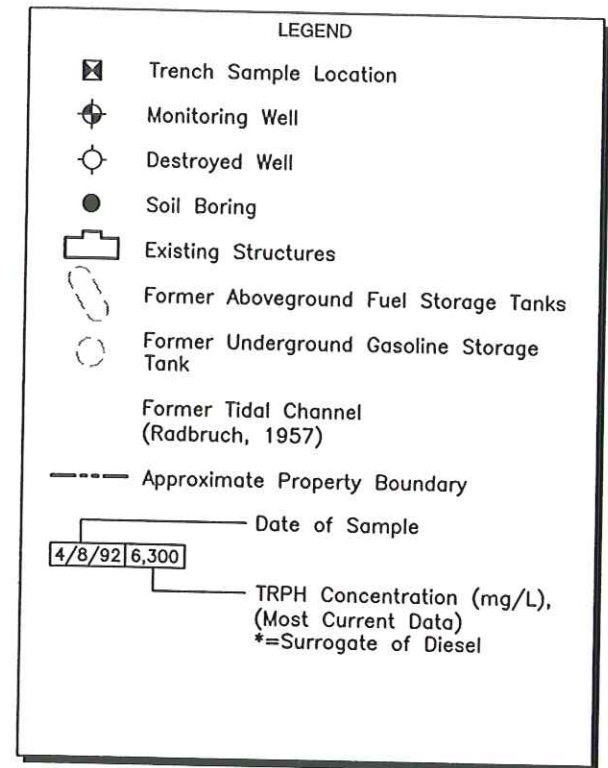 LEGEND
Trench Sample Location
Monitoring Well
Destroyed Well
Soil Boring
Existing Structures
Former Aboveground Fuel Storage Tanks
Former Underground Gasoline Storage
Tank
Former Tidal Channel
(Radbruch, 1957)
Approximate Property Boundary
Date of Sample
4/8/92 6,300
TRPH Concentration (mg/L),
(Most Current Data)
*=Surrogate of Diesel